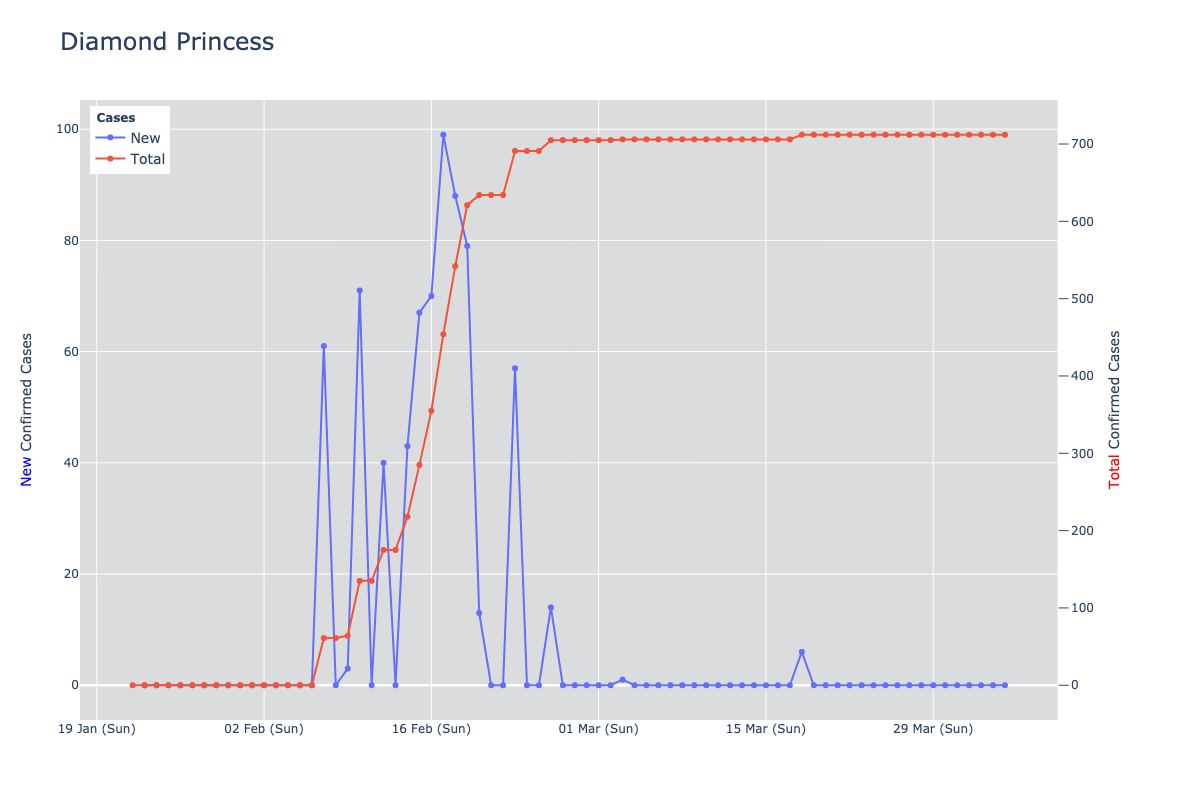 Diamond Princess
Cases
New
Total
100
80
60
40
20
0
New Confirmed Cases
700
600
500
400
300
200
100
0
Total Confirmed Cases
19 Jan (Sun)
02 Feb (Sun)
16 Feb (Sun)
01 Mar (Sun)
15 Mar (Sun)
29 Mar (Sun)